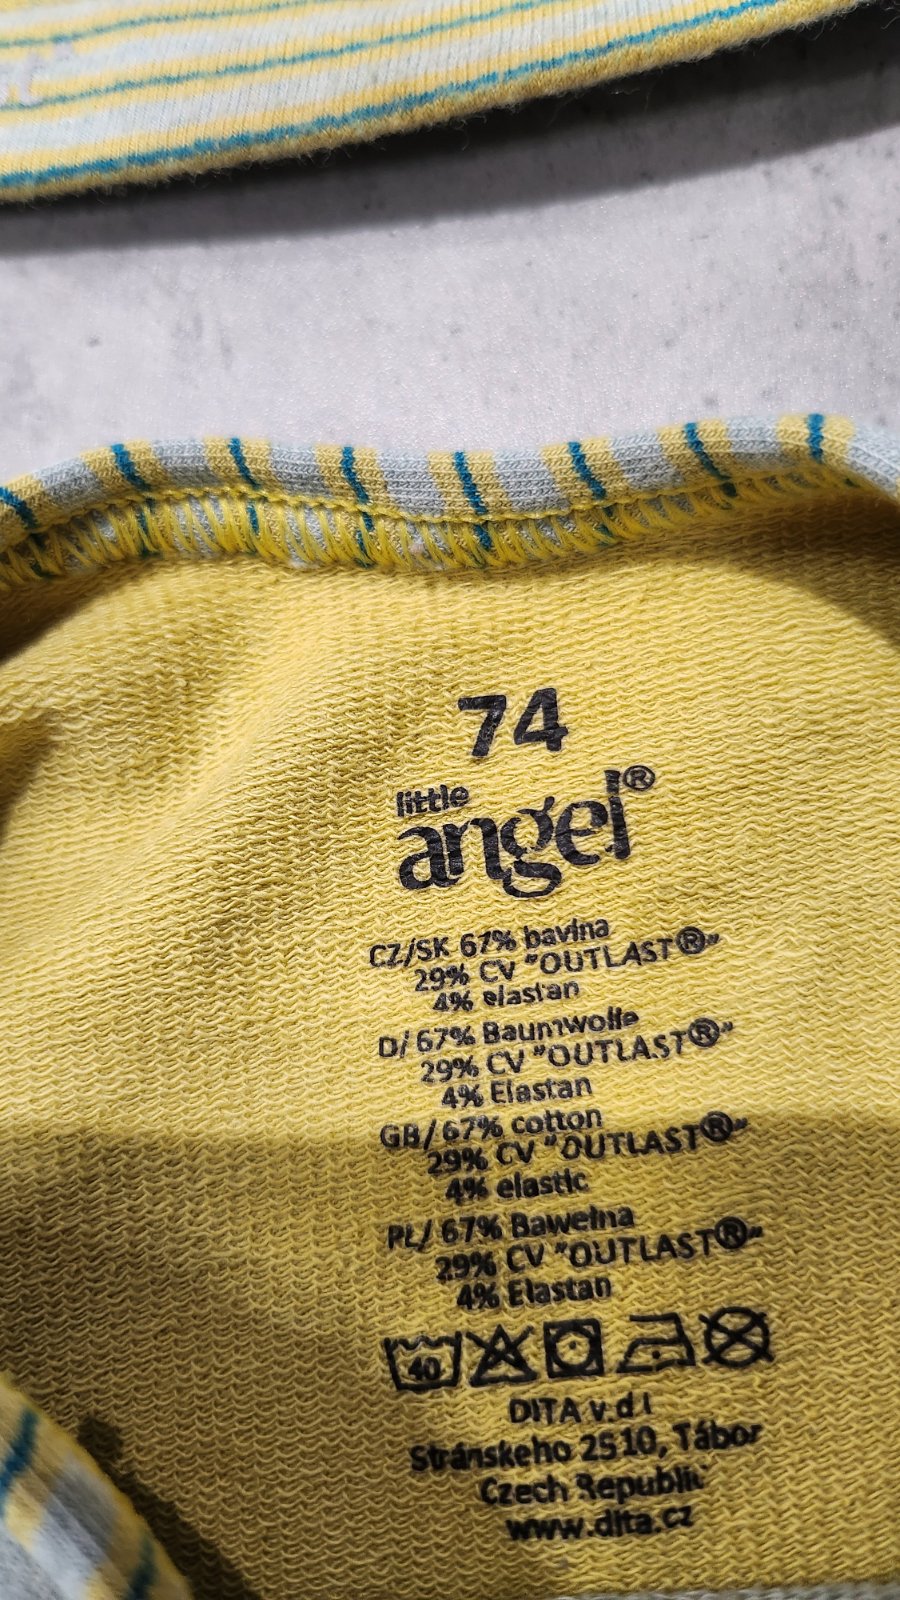 74
little
angel®
CZ/SK 67% bavlna
29% CV "OUTLAST®"
4% elastan
D/ 67% Baumwolle
29% CV "OUTLAST®"
4% Elastan
GB/ 67% cotton
29% CV "OUTLAST®"
4% elastic
PL/ 67% Bawełna
29% CV "OUTLAST®"
4% Elastan
40
DITA v.d.i
Stránskeho 2510, Tábor
Czech Republic
www.dita.cz